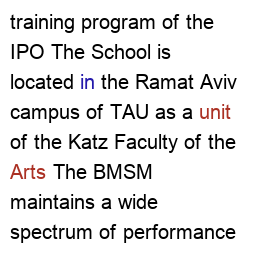 training program of the
IPO The School is
located in the Ramat Aviv
campus of TAU as a unit
of the Katz Faculty of the
Arts The BMSM
maintains a wide
spectrum of performance